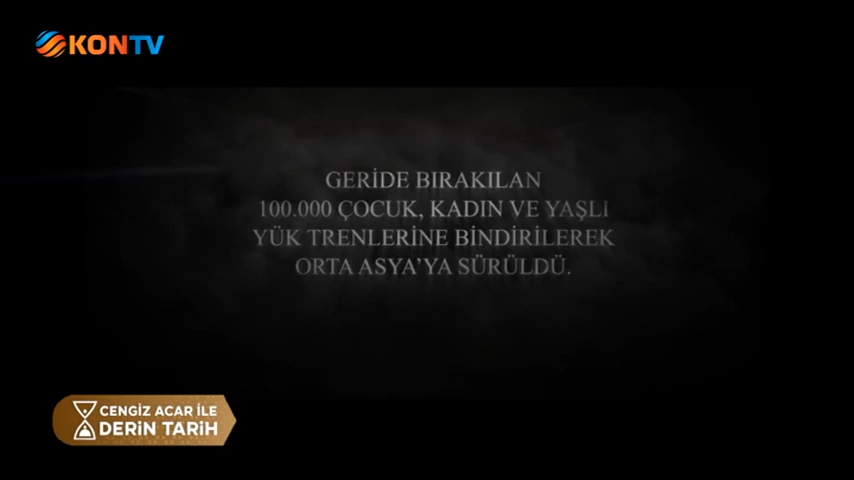 KONTV
GERİDE BIRAKILAN
100.000 ÇOCUK, KADIN VE YAŞLI
YÜK TRENLERİNE BİNDİRİLEREK
ORTA ASYA'YA SÜRÜLDÜ.
CENGİZ ACAR İLE
DERİN TARİH